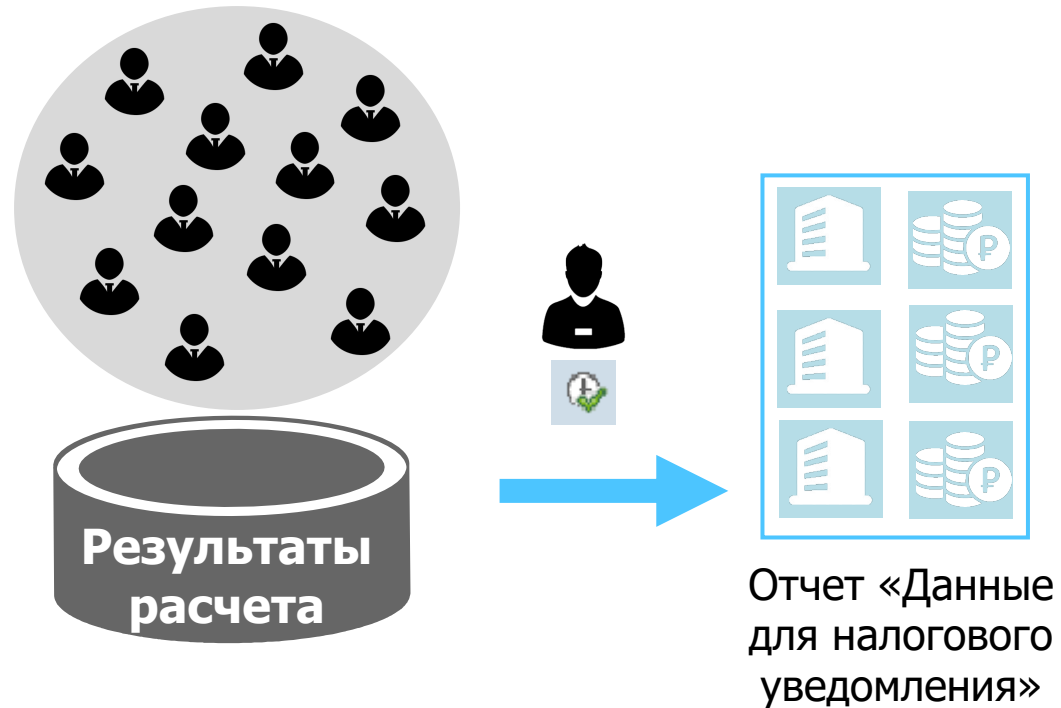 Результаты
расчета
Отчет «Данные
для налогового
уведомления»